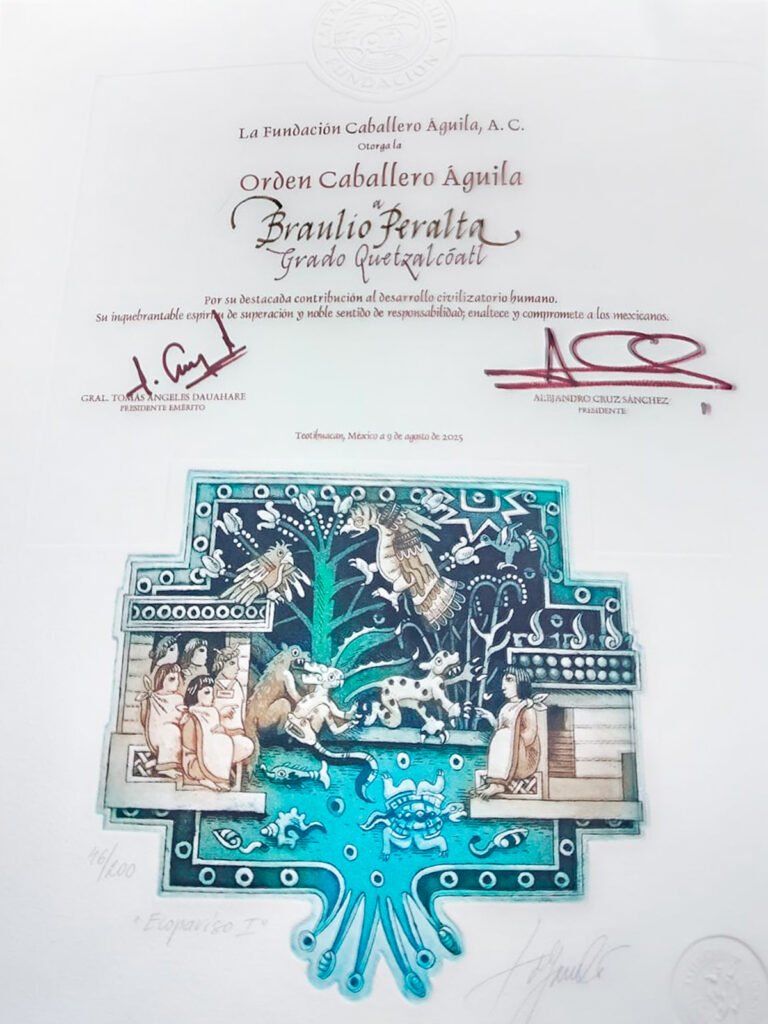 FUNDACIÓN
La Fundación Caballero Águila, A. C.
Otorga la
Orden Caballero Águila
a
Braulio Peralta
Grado Quetzalcóatl
Por su destacada contribución al desarrollo civilizatorio humano.
Su inquebrantable espíritu de superación y noble sentido de responsabilidad; enaltece y compromete a los mexicanos.
GRAL. TOMÁS ÁNGELES DAUAHARE
PRESIDENTE EMÉRITO
ALEJANDRO CRUZ SÁNCHEZ
PRESIDENTE
Teotihuacan, México a 9 de agosto de 2025
46/200